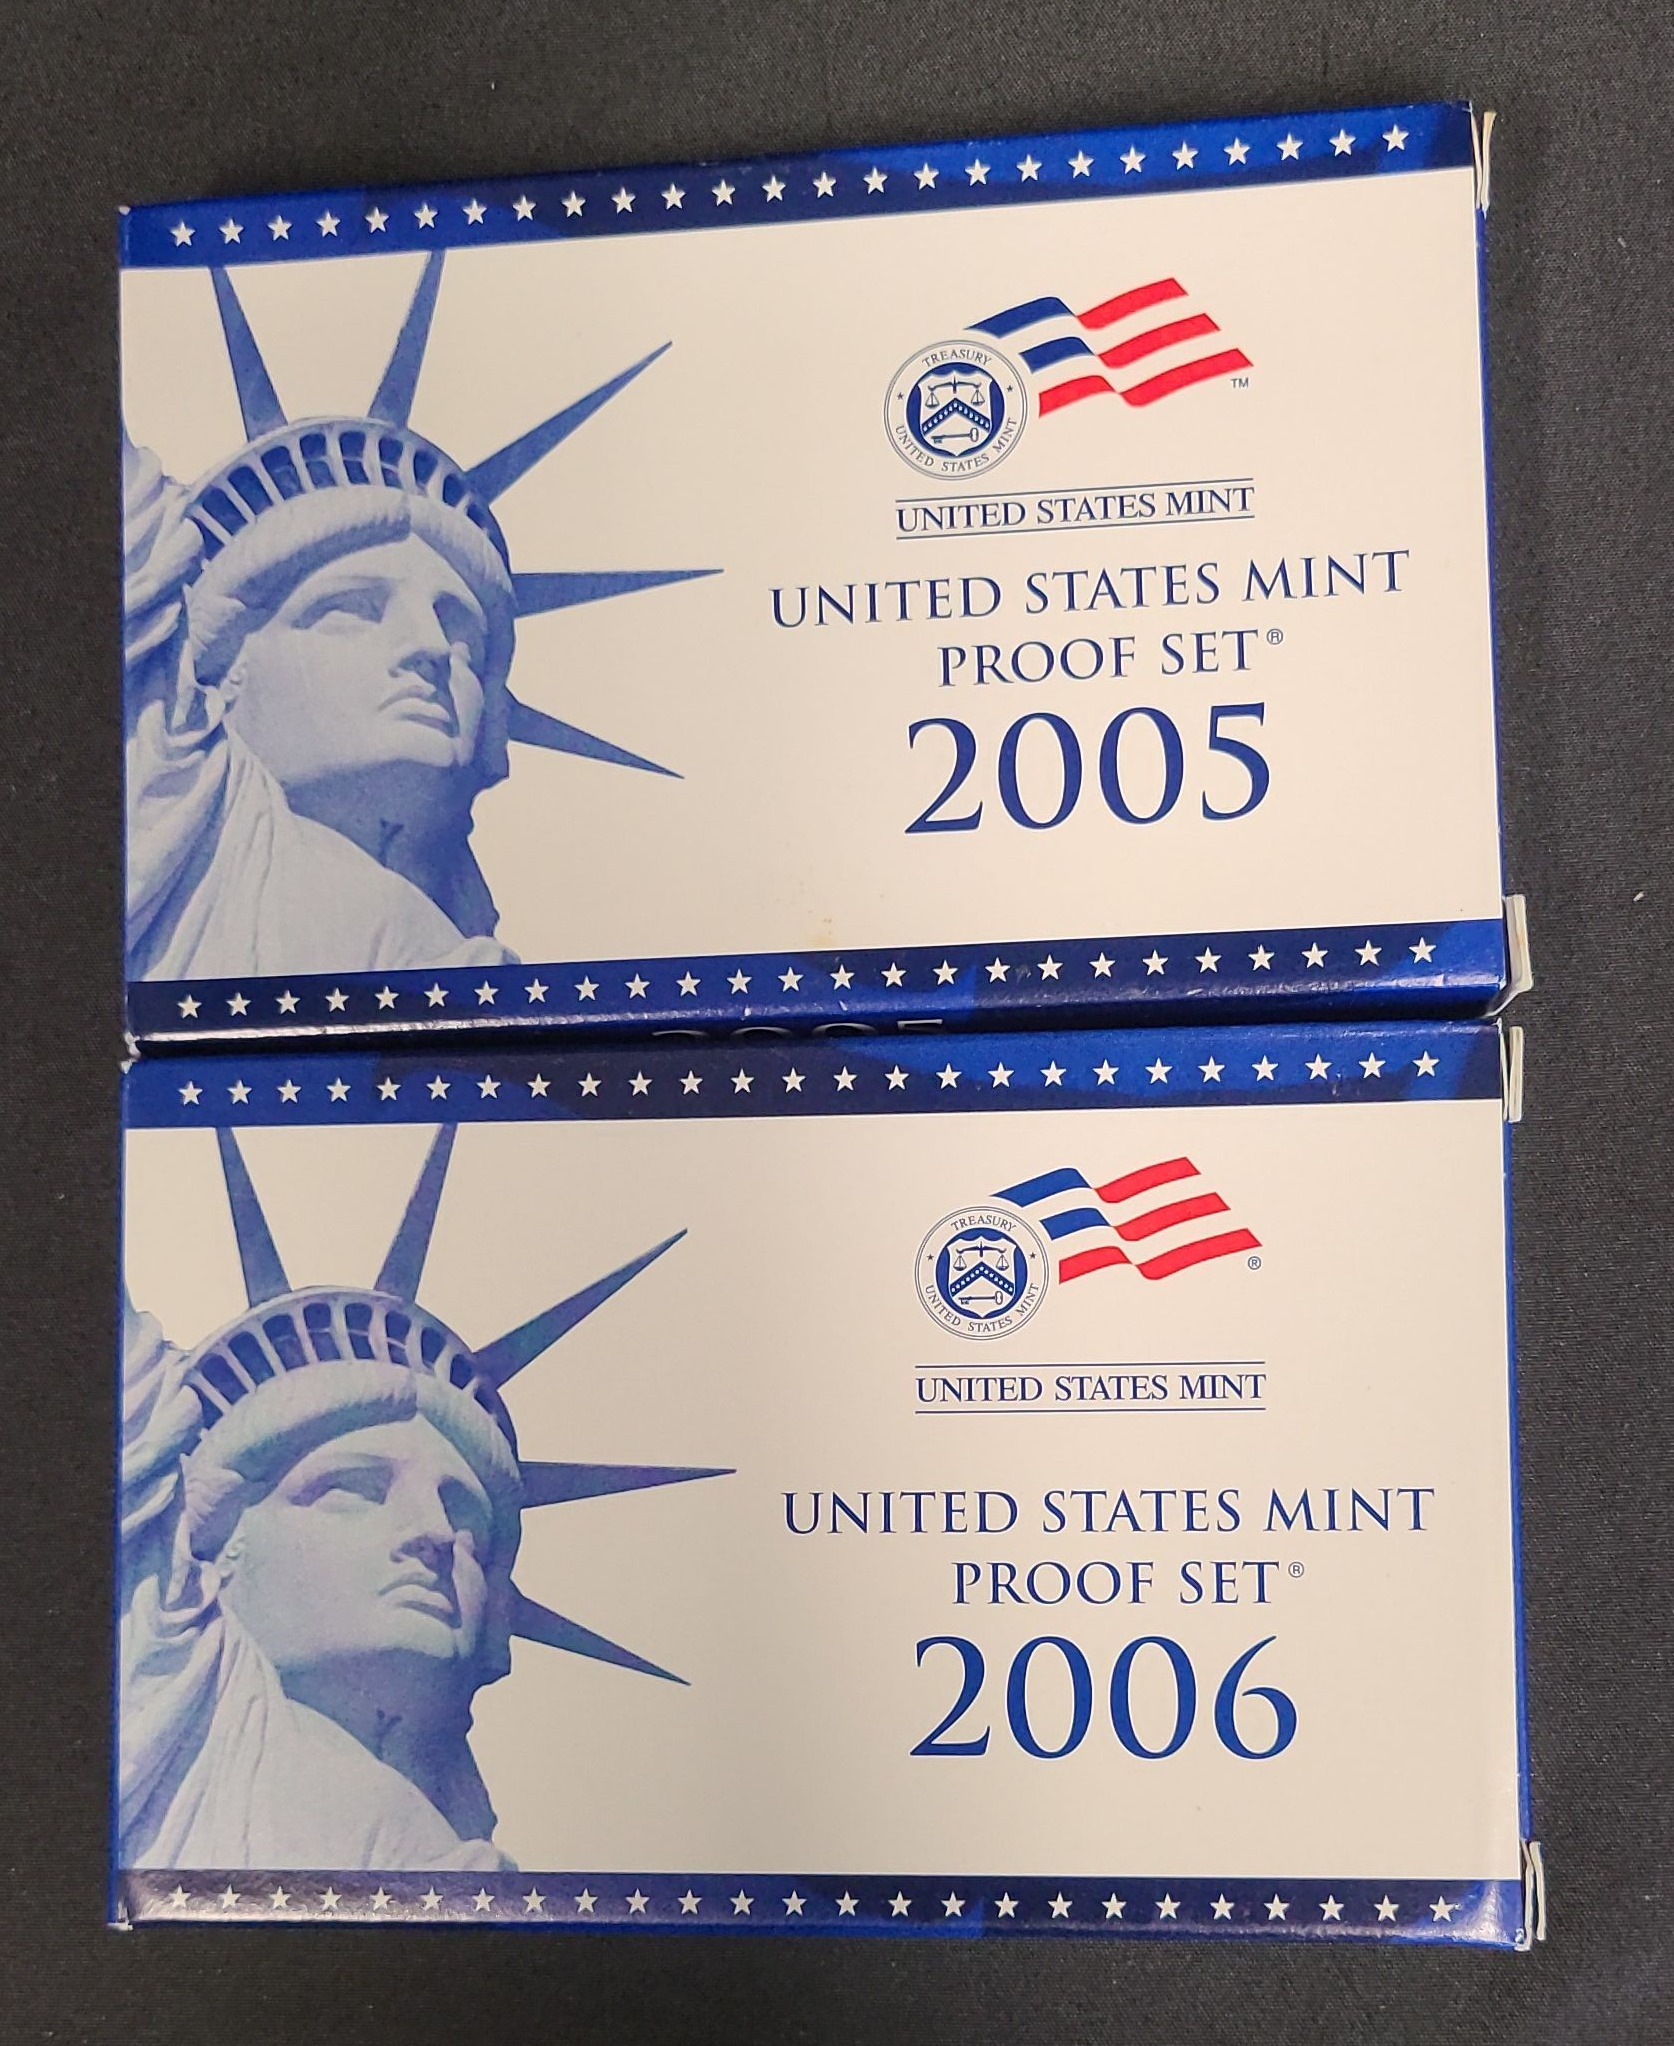 TREASURY
UNITED STATES MINT
TM
UNITED STATES MINT
UNITED STATES MINT
PROOF SET®
2005
TREASURY
UNITED STATES MINT
®
UNITED STATES MINT
UNITED STATES MINT
PROOF SET®
2006